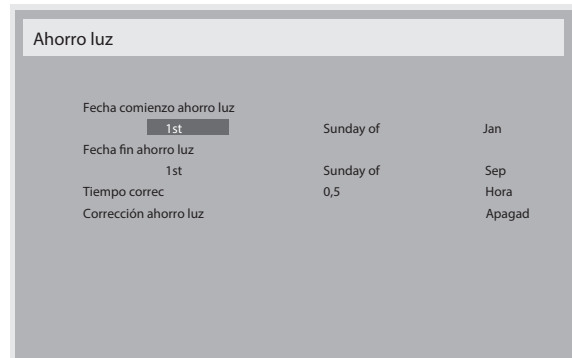 Ahorro luz
Fecha comienzo ahorro luz
1st Sunday of Jan
Fecha fin ahorro luz
1st Sunday of Sep
Tiempo correc 0,5 Hora
Corrección ahorro luz Apagad